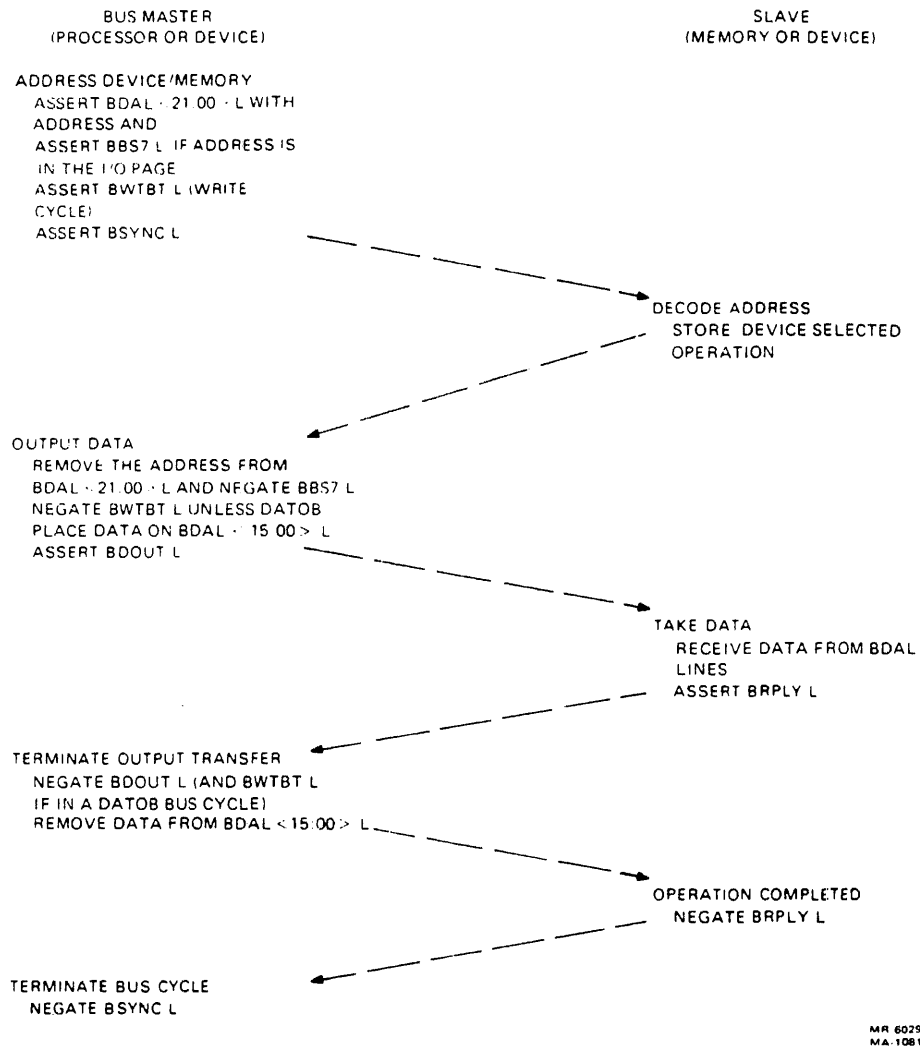 BUS MASTER
(PROCESSOR OR DEVICE)
SLAVE
(MEMORY OR DEVICE)
ADDRESS DEVICE/MEMORY
ASSERT BDAL < 21:00 > L WITH
ADDRESS AND
ASSERT BBS7 L IF ADDRESS IS
IN THE I/O PAGE
ASSERT BWTBT L (WRITE
CYCLE)
ASSERT BSYNC L
DECODE ADDRESS
STORE DEVICE SELECTED
OPERATION
OUTPUT DATA
REMOVE THE ADDRESS FROM
BDAL < 21:00 > L AND NEGATE BBS7 L
NEGATE BWTBT L UNLESS DATOB
PLACE DATA ON BDAL < 15:00 > L
ASSERT BDOUT L
TAKE DATA
RECEIVE DATA FROM BDAL
LINES
ASSERT BRPLY L
TERMINATE OUTPUT TRANSFER
NEGATE BDOUT L (AND BWTBT L
IF IN A DATOB BUS CYCLE)
REMOVE DATA FROM BDAL < 15:00 > L
OPERATION COMPLETED
NEGATE BRPLY L
TERMINATE BUS CYCLE
NEGATE BSYNC L
MR 6029
MA-1081